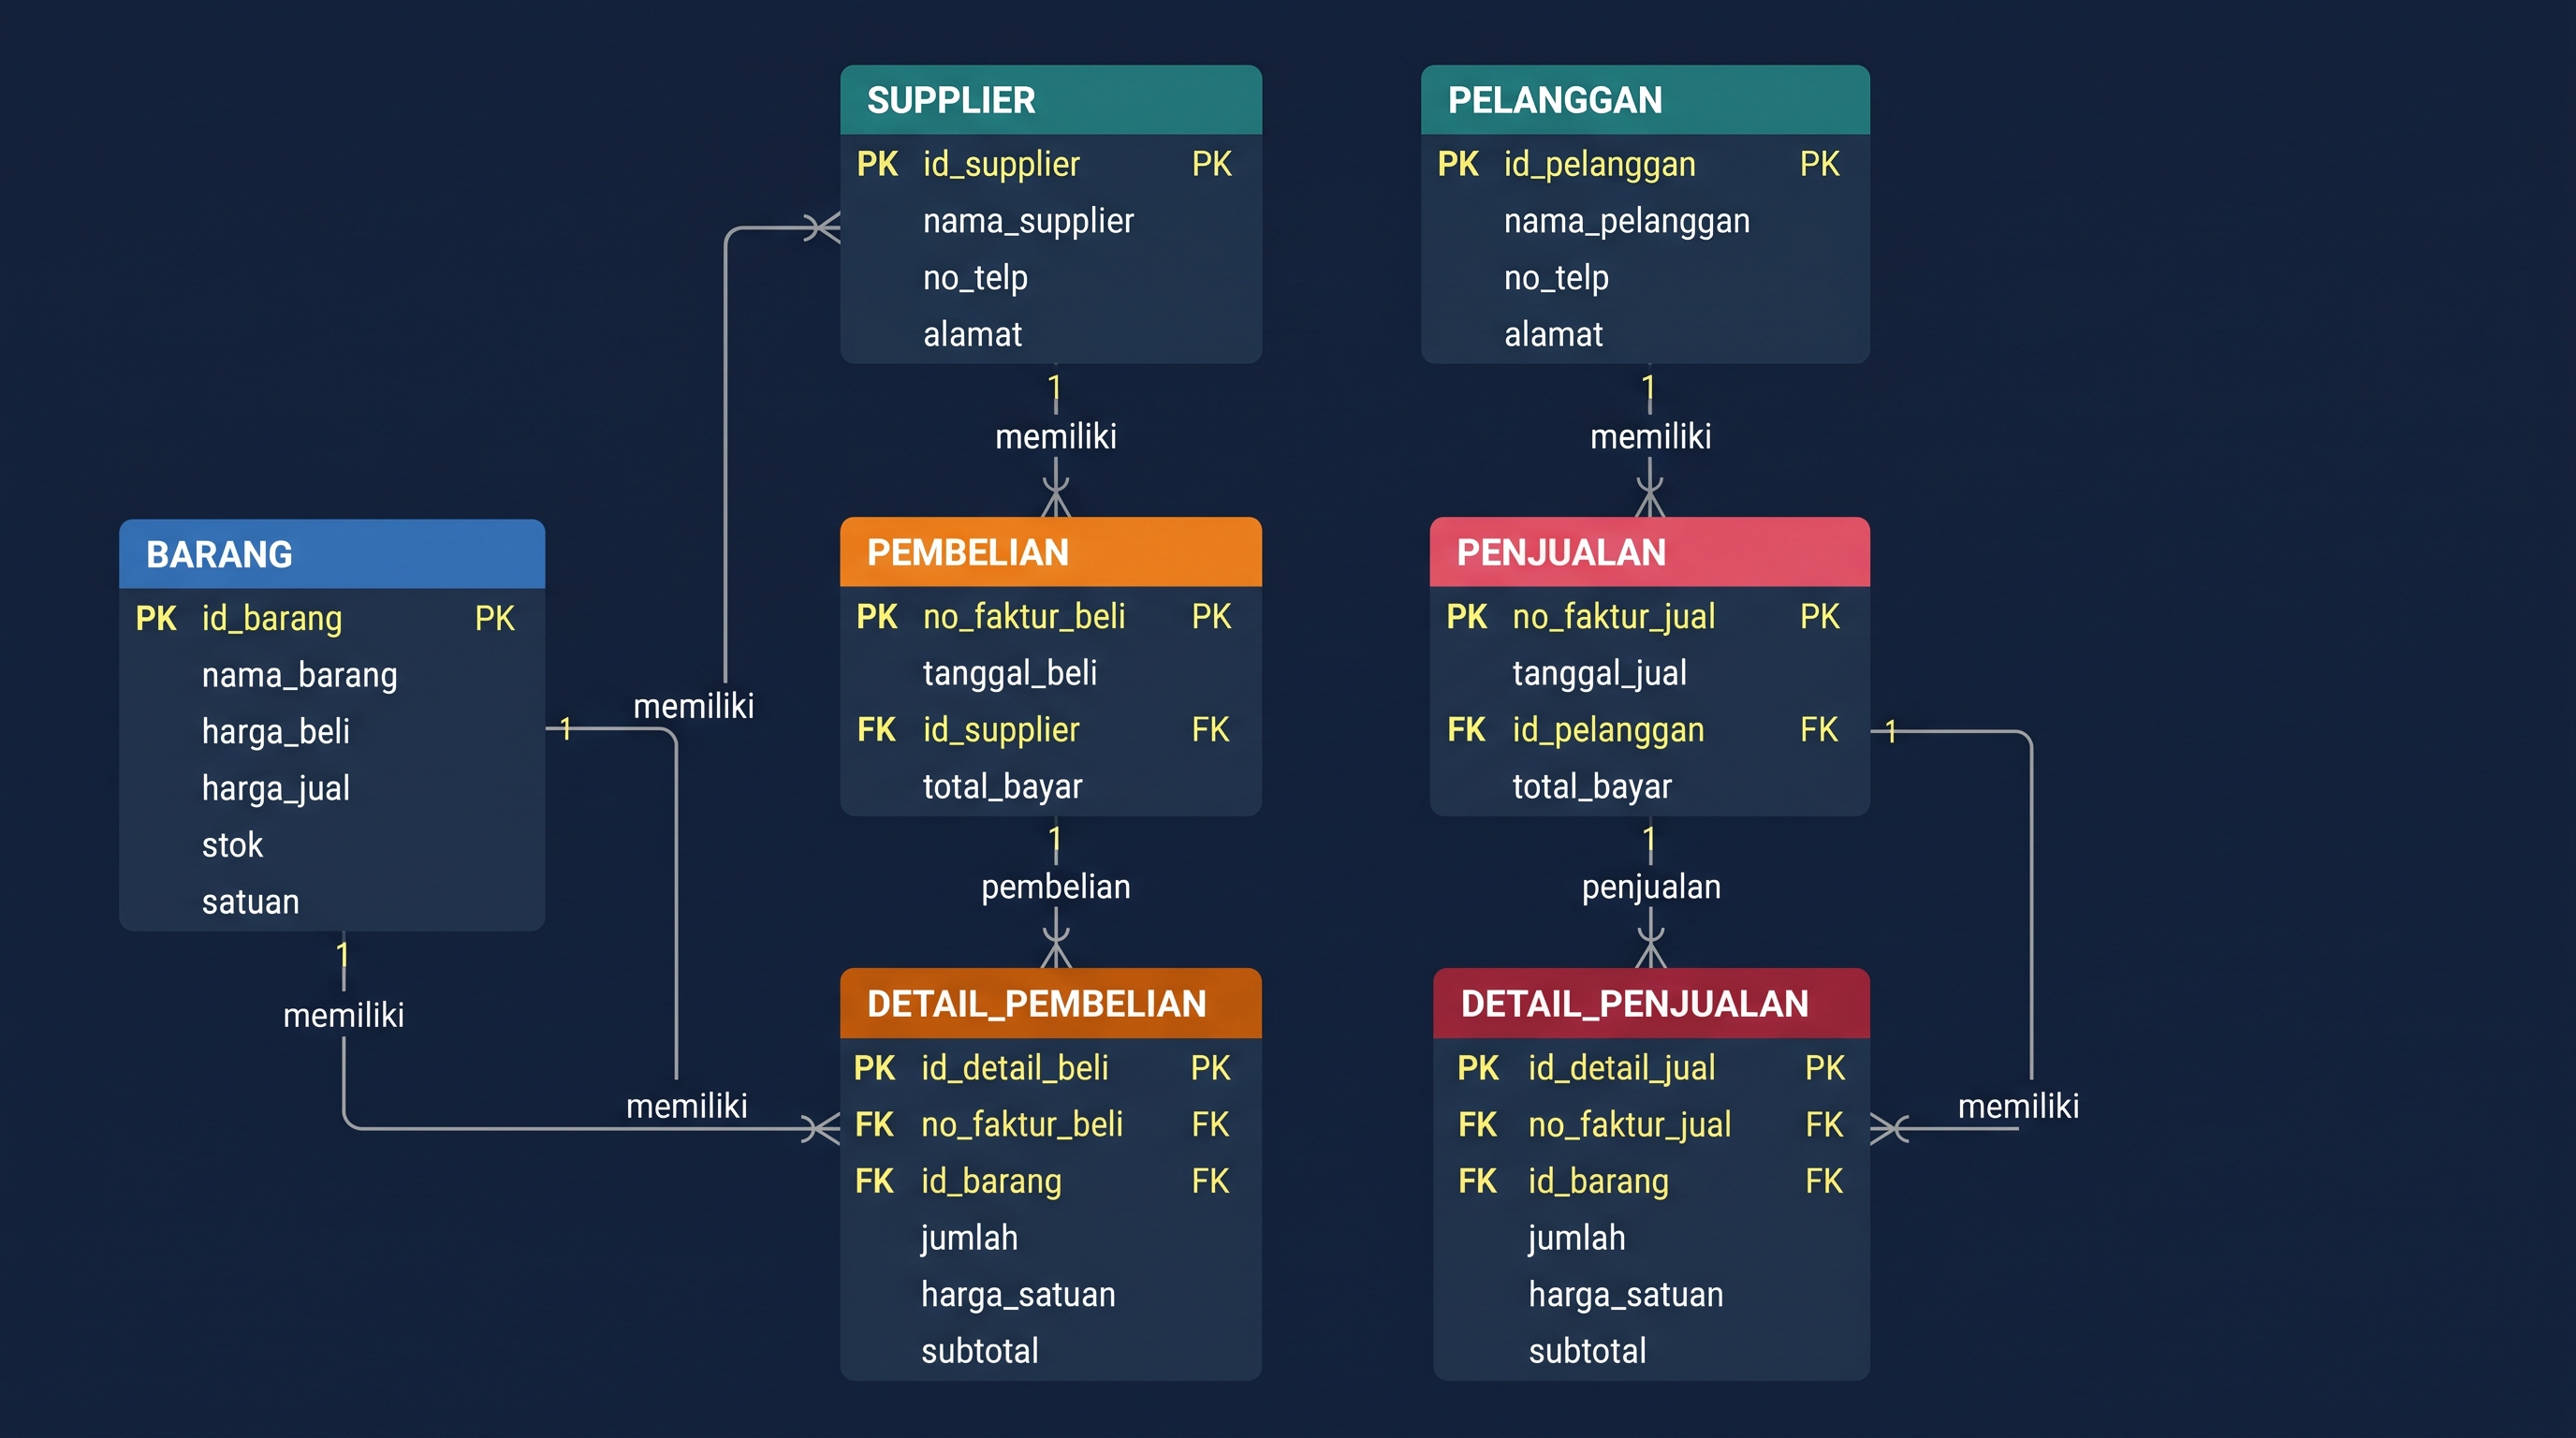 SUPPLIER
PK id_supplier PK
nama_supplier
no_telp
alamat
1
memiliki
PELANGGAN
PK id_pelanggan PK
nama_pelanggan
no_telp
alamat
1
memiliki
BARANG
PK id_barang PK
nama_barang
harga_beli
harga_jual
stok
satuan
1
memiliki
1
memiliki
memiliki
PEMBELIAN
PK no_faktur_beli PK
tanggal_beli
FK id_supplier FK
total_bayar
1
pembelian
PENJUALAN
PK no_faktur_jual PK
tanggal_jual
FK id_pelanggan FK
total_bayar
1
1
penjualan
memiliki
DETAIL_PEMBELIAN
PK id_detail_beli PK
FK no_faktur_beli FK
FK id_barang FK
jumlah
harga_satuan
subtotal
DETAIL_PENJUALAN
PK id_detail_jual PK
FK no_faktur_jual FK
FK id_barang FK
jumlah
harga_satuan
subtotal